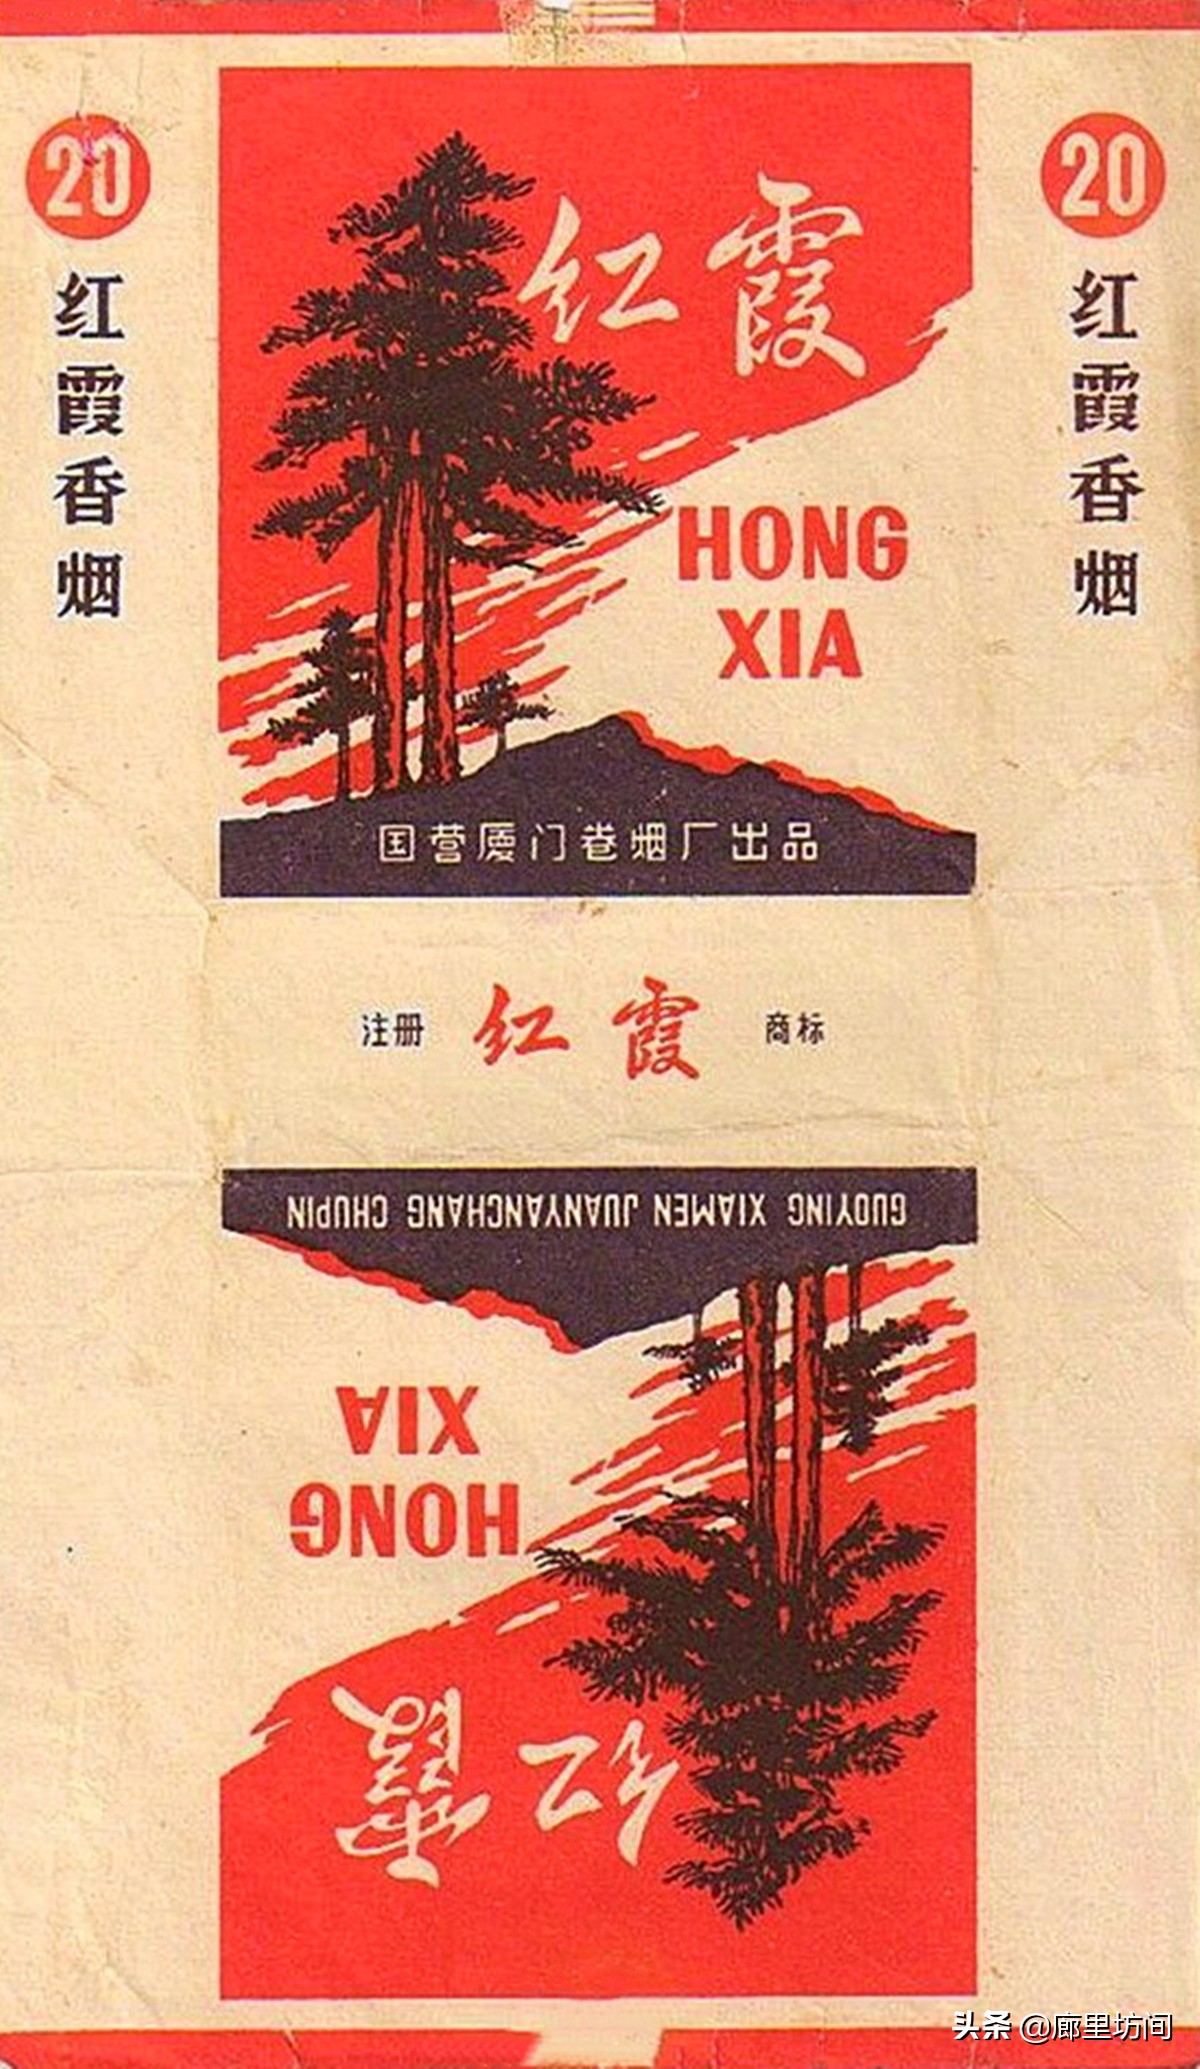 20
红霞香烟
红霞
HONG
XIA
国营厦门卷烟厂出品
20
红霞香烟
注册 红霞 商标
GUOYING XIAMEN JUANYANCHANG CHUPIN
XIA
HONG
红霞
头条 @廊里坊间